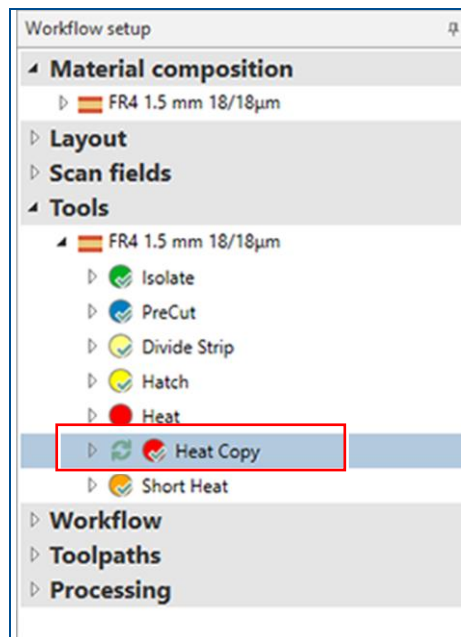 Workflow setup
Material composition
FR4 1.5 mm 18/18µm
Layout
Scan fields
Tools
FR4 1.5 mm 18/18µm
Isolate
PreCut
Divide Strip
Hatch
Heat
Heat Copy
Short Heat
Workflow
Toolpaths
Processing